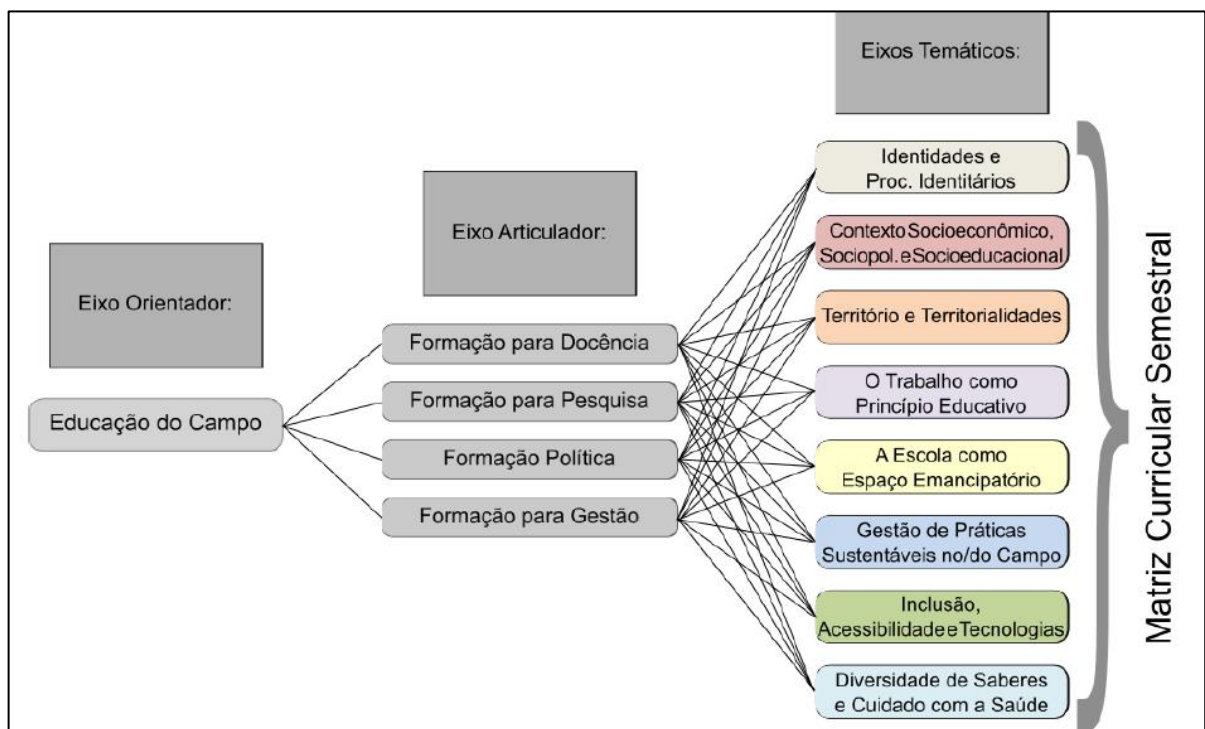 Eixo Orientador:
Educação do Campo
Eixo Articulador:
Formação para Docência
Formação para Pesquisa
Formação Política
Formação para Gestão
Eixos Temáticos:
Identidades e
Proc. Identitários
Contexto Socioeconômico,
Sociopol. e Socioeducacional
Território e Territorialidades
O Trabalho como
Princípio Educativo
A Escola como
Espaço Emancipatório
Gestão de Práticas
Sustentáveis no/do Campo
Inclusão,
Acessibilidade e Tecnologias
Diversidade de Saberes
e Cuidado com a Saúde
Matriz Curricular Semestral